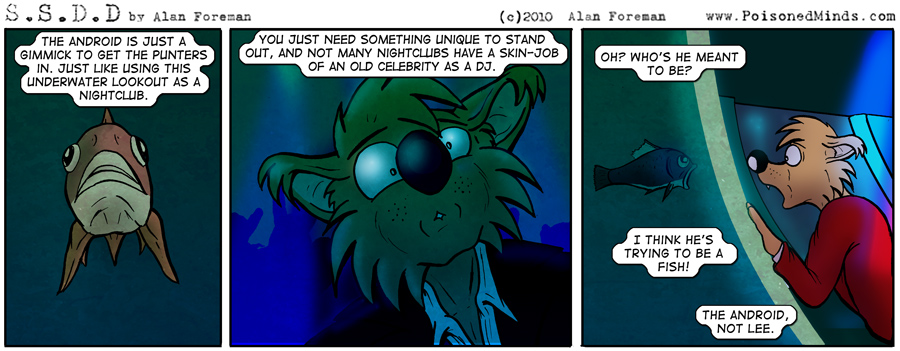 S.S.D.D by Alan Foreman (c)2010 Alan Foreman www.PoisonedMinds.com
THE ANDROID IS JUST A
GIMMICK TO GET THE PUNTERS
IN. JUST LIKE USING THIS
UNDERWATER LOOKOUT AS A
NIGHTCLUB.
YOU JUST NEED SOMETHING UNIQUE TO STAND
OUT, AND NOT MANY NIGHTCLUBS HAVE A SKIN-JOB
OF AN OLD CELEBRITY AS A DJ.
OH? WHO'S HE MEANT
TO BE?
I THINK HE'S
TRYING TO BE A
FISH!
THE ANDROID,
NOT LEE.